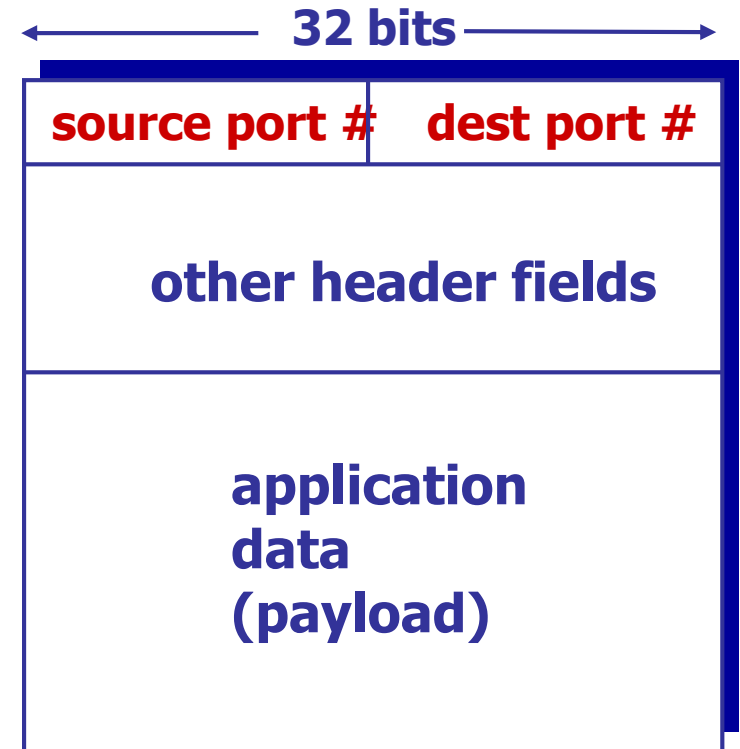 32 bits
source port # dest port #
other header fields
application
data
(payload)